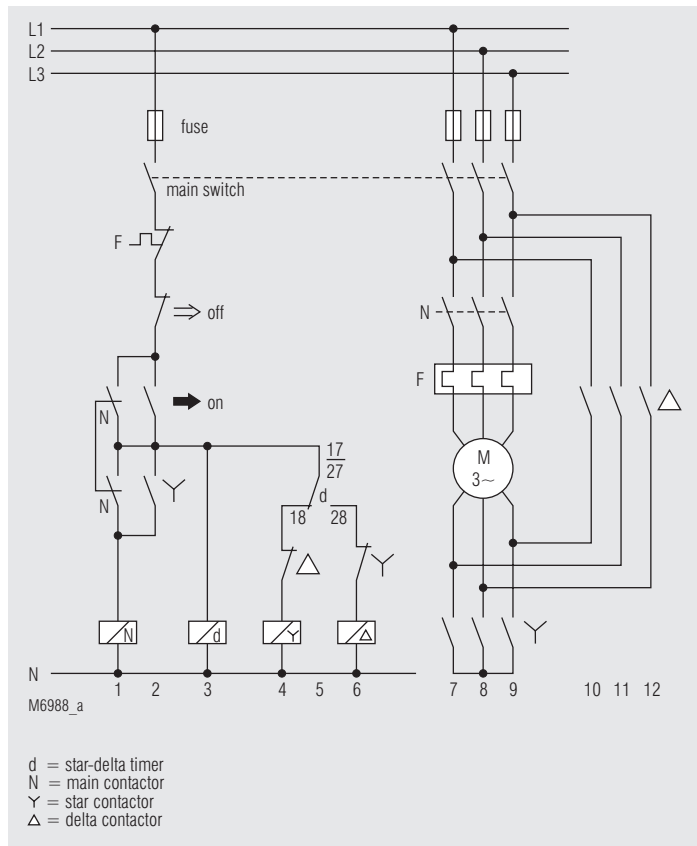 L1
L2
L3
fuse
main switch
F
off
N
F
on
N
17
27
M
3~
d
18 28
N
Y
△
Y
△
N d Y △
Y
N
1 2 3 4 5 6 7 8 9 10 11 12
M6988_a
d = star-delta timer
N = main contactor
Y = star contactor
△ = delta contactor